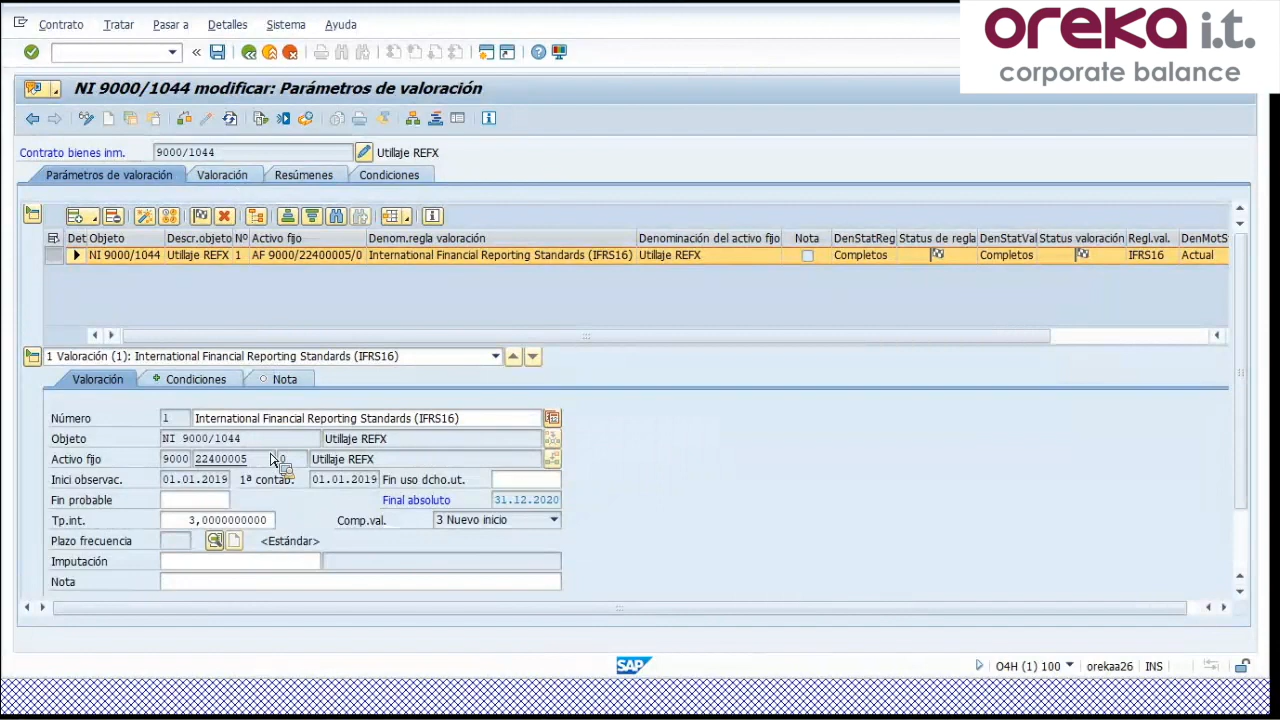 oreka i.t.
corporate balance
Contrato Tratar Pasar a Detalles Sistema Ayuda
NI 9000/1044 modificar: Parámetros de valoración
Contrato bienes inm. 9000/1044 Utillaje REFX
Parámetros de valoración Valoración Resúmenes Condiciones
Det Objeto Descr.objeto Nº Activo fjo Denom.regla valoración Denominación del activo fijo Nota DenStatReg Status de regla DenStatVal Status valoración Regl.val. DenMotSt
NI 9000/1044 Utillaje REFX 1 AF 9000/22400005/0 International Financial Reporting Standards (IFRS16) Utillaje REFX Completos Completos IFRS16 Actual
1 Valoración (1): International Financial Reporting Standards (IFRS16)
Valoración Condiciones Nota
Número 1 International Financial Reporting Standards (IFRS16)
Objeto NI 9000/1044 Utillaje REFX
Activo fijo 9000 22400005 0 Utillaje REFX
Inici observac. 01.01.2019 1ª contab. 01.01.2019 Fin uso dcho.ut.
Fin probable Final absoluto 31.12.2020
Tp.int. 3,0000000000 Comp.val. 3 Nuevo inicio
Plazo frecuencia <Estándar>
Imputación
Nota
SAP O4H (1) 100 orekaa26 INS